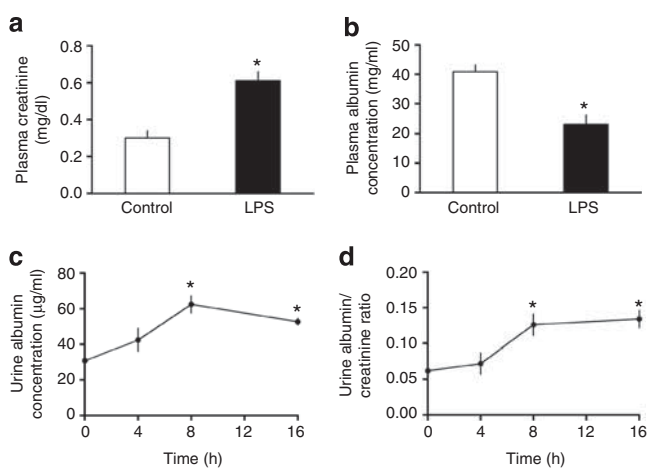 a
Plasma creatinine
(mg/dl)
0.8
0.6
0.4
0.2
0.0
*
Control
LPS
b
Plasma albumin
concentration (mg/ml)
50
40
30
20
10
0
*
Control
LPS
c
Urine albumin
concentration (µg/ml)
80
60
40
20
0
*
*
0
4
8
12
16
Time (h)
d
Urine albumin/
creatinine ratio
0.20
0.15
0.10
0.05
0.00
*
*
0
4
8
12
16
Time (h)